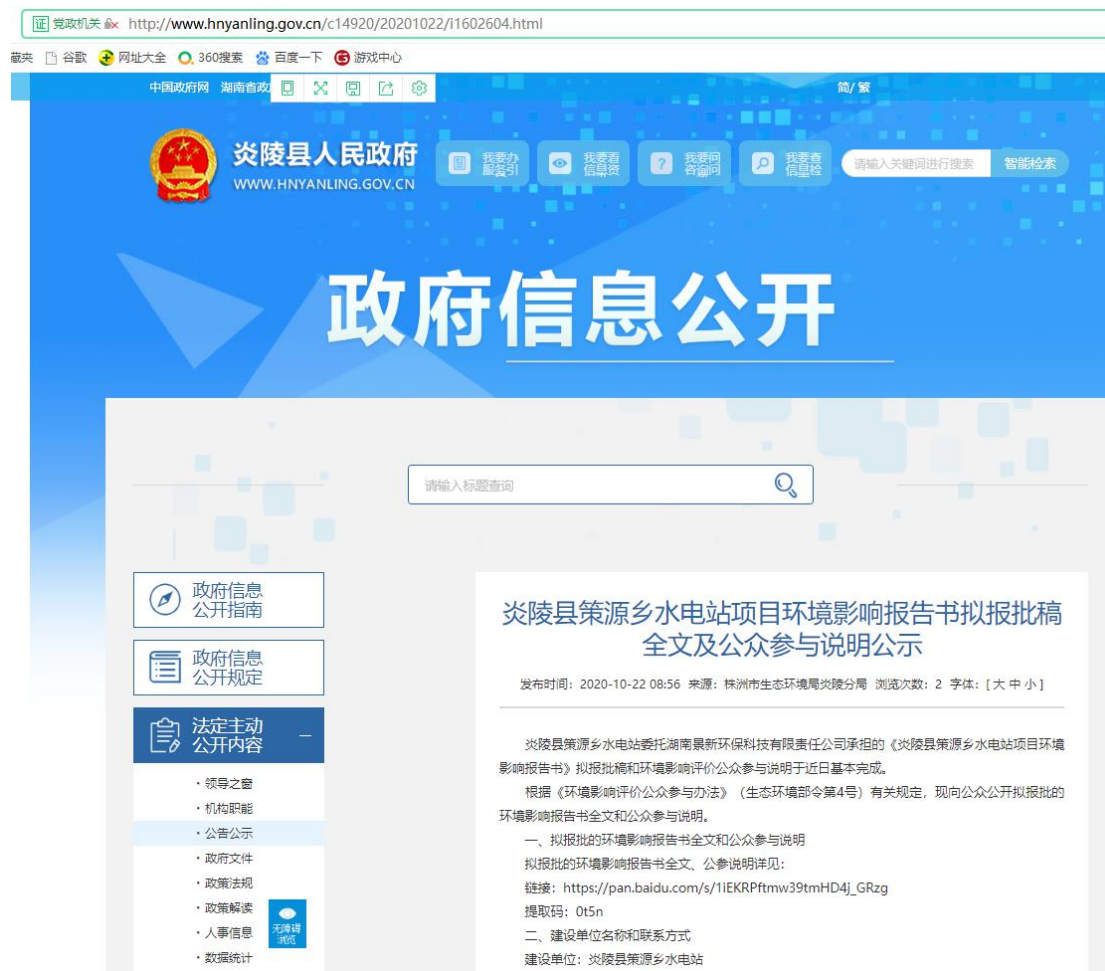 证 党政机关 http://www.hnyanling.gov.cn/c14920/20201022/i1602604.html
藏夹 谷歌 网址大全 360搜索 百度一下 游戏中心
中国政府网 湖南省政 简/繁
炎陵县人民政府
WWW.HNYANLING.GOV.CN
我要办
服务引
我要看
信息资
我要问
咨询问
我要查
信息检
请输入关键词进行搜索 智能检索
政府信息公开
请输入标题查询
政府信息
公开指南
政府信息
公开规定
法定主动
公开内容
·领导之窗
·机构职能
·公告公示
·政府文件
·政策法规
·政策解读
·人事信息
·数据统计
无障碍
浏览
炎陵县策源乡水电站项目环境影响报告书拟报批稿
全文及公众参与说明公示
发布时间：2020-10-22 08:56 来源：株洲市生态环境局炎陵分局 浏览次数：2 字体：[大 中 小]
炎陵县策源乡水电站委托湖南景新环保科技有限责任公司承担的《炎陵县策源乡水电站项目环境
影响报告书》拟报批稿和环境影响评价公众参与说明于近日基本完成。
根据《环境影响评价公众参与办法》（生态环境部令第4号）有关规定，现向公众公开拟报批的
环境影响报告书全文和公众参与说明。
一、拟报批的环境影响报告书全文和公众参与说明
拟报批的环境影响报告书全文、公参说明详见：
链接：https://pan.baidu.com/s/1iEKRPftmw39tmHD4j_GRzg
提取码：0t5n
二、建设单位名称和联系方式
建设单位：炎陵县策源乡水电站